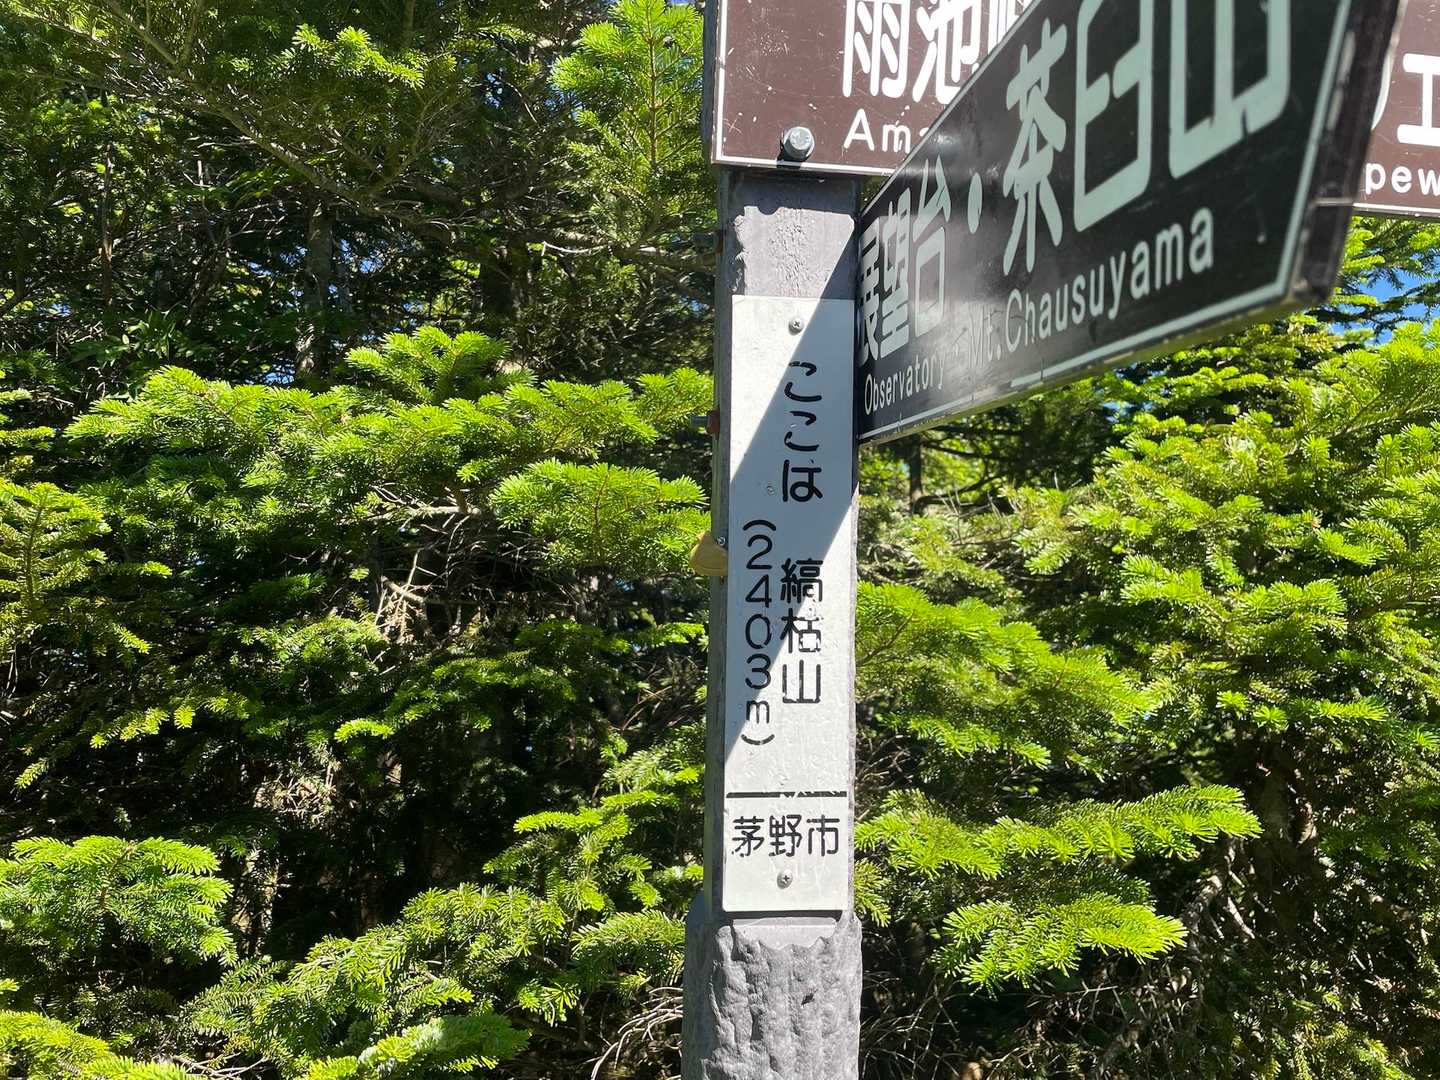 雨池
Am
展望台・茶臼山
Observatory・Mt.Chausuyama
pew
ここは 縞枯山
(2403m)
茅野市